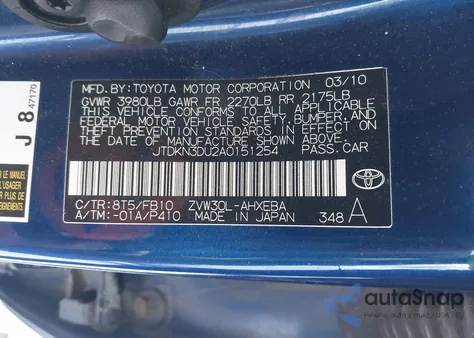 MFD. BY: TOYOTA MOTOR CORPORATION 03/10
GVWR 3980LB GAWR FR 2270LB RR 2175LB
THIS VEHICLE CONFORMS TO ALL APPLICABLE
FEDERAL MOTOR VEHICLE SAFETY, BUMPER, AND
THEFT PREVENTION STANDARDS IN EFFECT ON
THE DATE OF MANUFACTURE SHOWN ABOVE.
JTDKN3DU2A0151254 PASS.CAR
C/TR:8T5/FB10 ZVW30L-AHXEBA
A/TM:-01A/P410 MADE IN JAPAN 348 A
J 8
47170
autoSnap